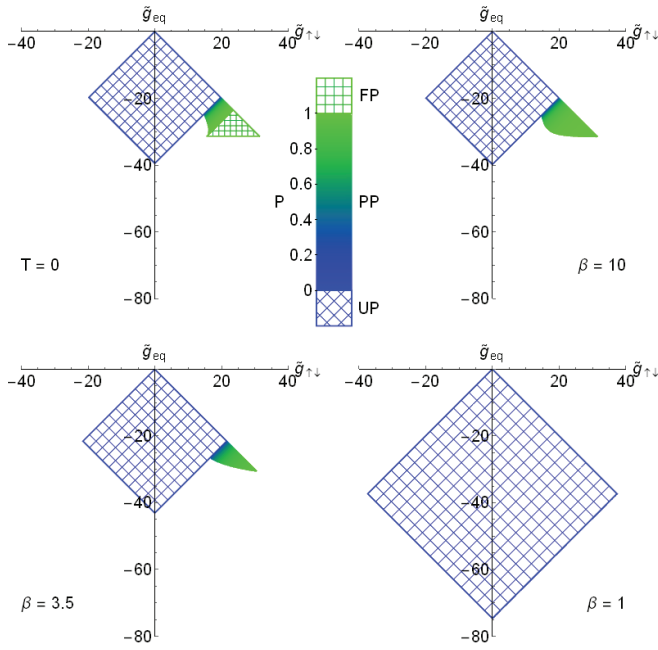 g̃eq
g̃↑↓
−40 −20 20 40
−20
−40
−60
−80
T = 0
FP
1
0.8
0.6
P
PP
0.4
0.2
0
UP
g̃eq
g̃↑↓
−40 −20 20 40
−20
−40
−60
−80
β = 10
g̃eq
g̃↑↓
−40 −20 20 40
−20
−40
−60
−80
β = 3.5
g̃eq
g̃↑↓
−40 −20 20 40
−20
−40
−60
−80
β = 1